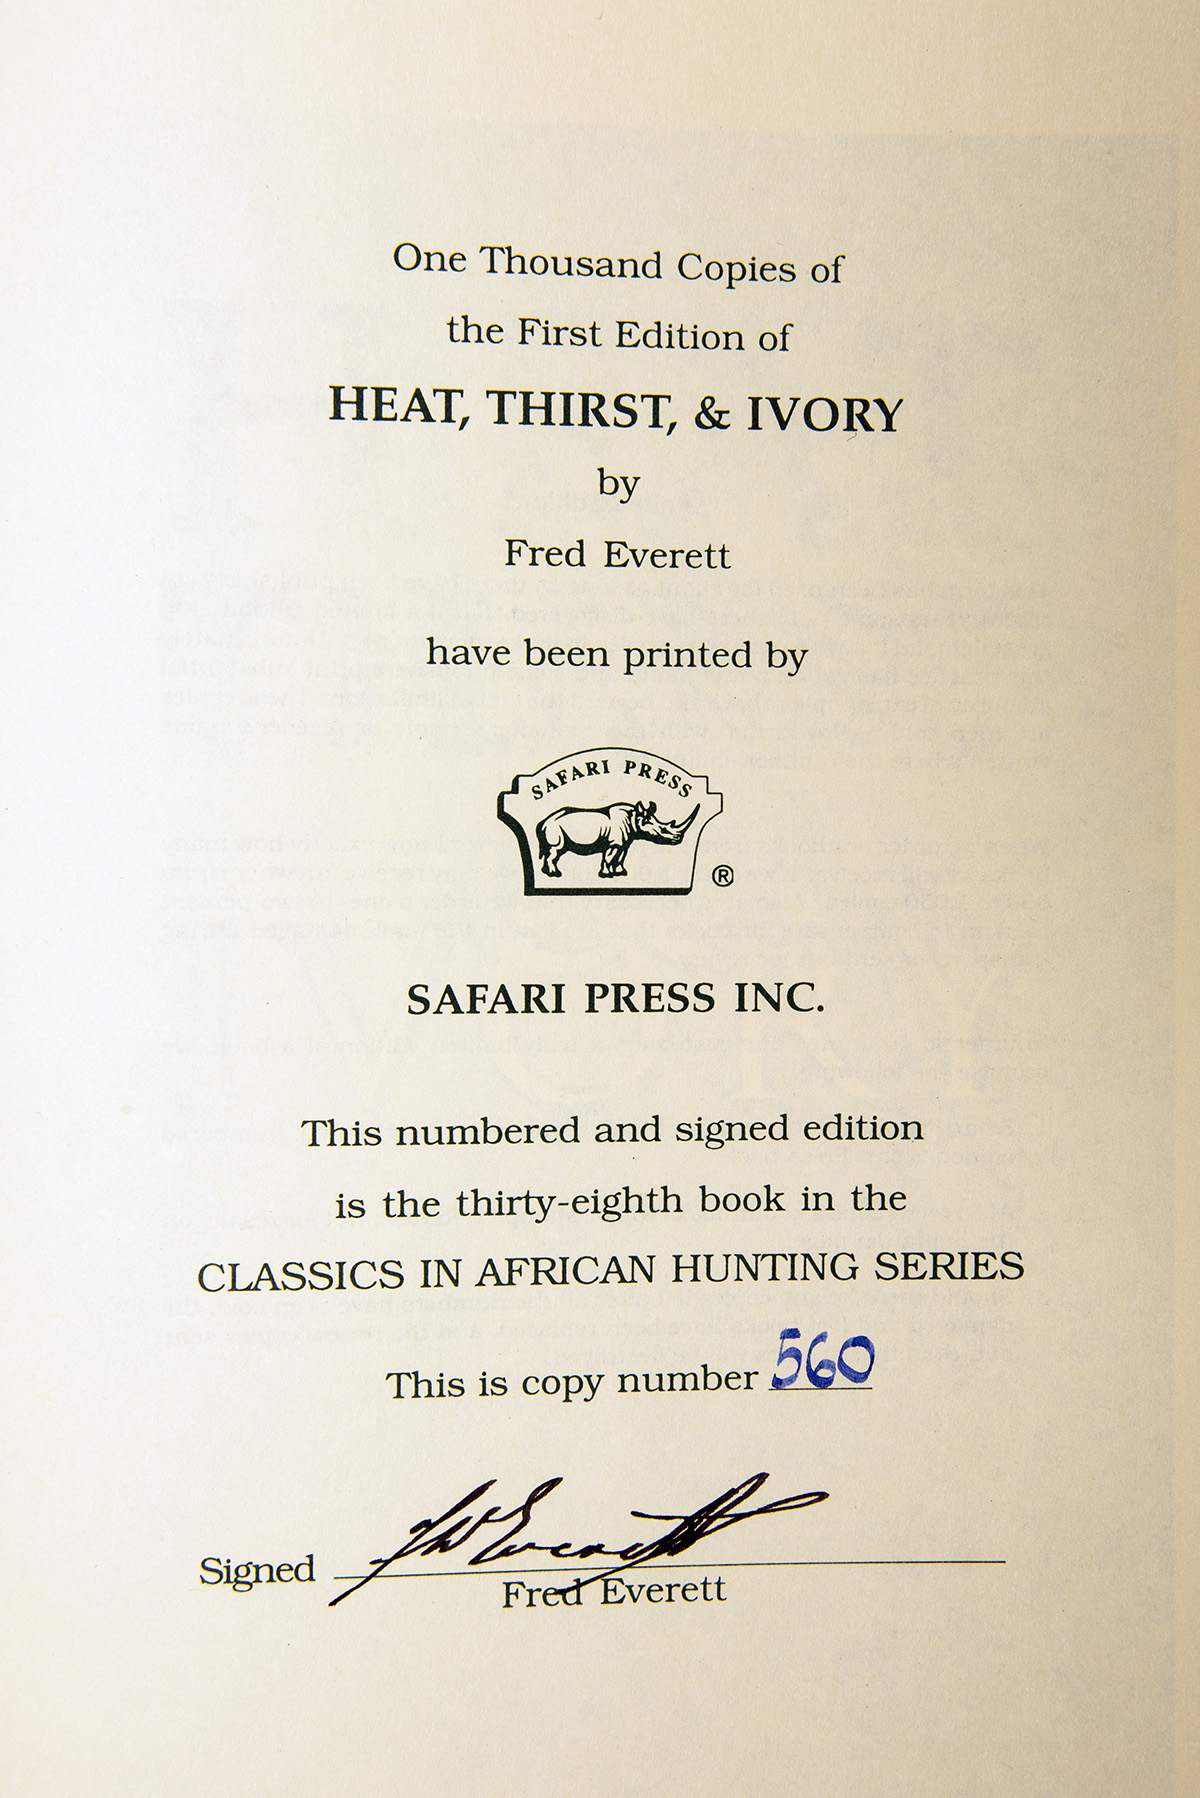 One Thousand Copies of
the First Edition of
HEAT, THIRST, & IVORY
by
Fred Everett
have been printed by
SAFARI PRESS
®
SAFARI PRESS INC.
This numbered and signed edition
is the thirty-eighth book in the
CLASSICS IN AFRICAN HUNTING SERIES
This is copy number 560
Signed
Fred Everett